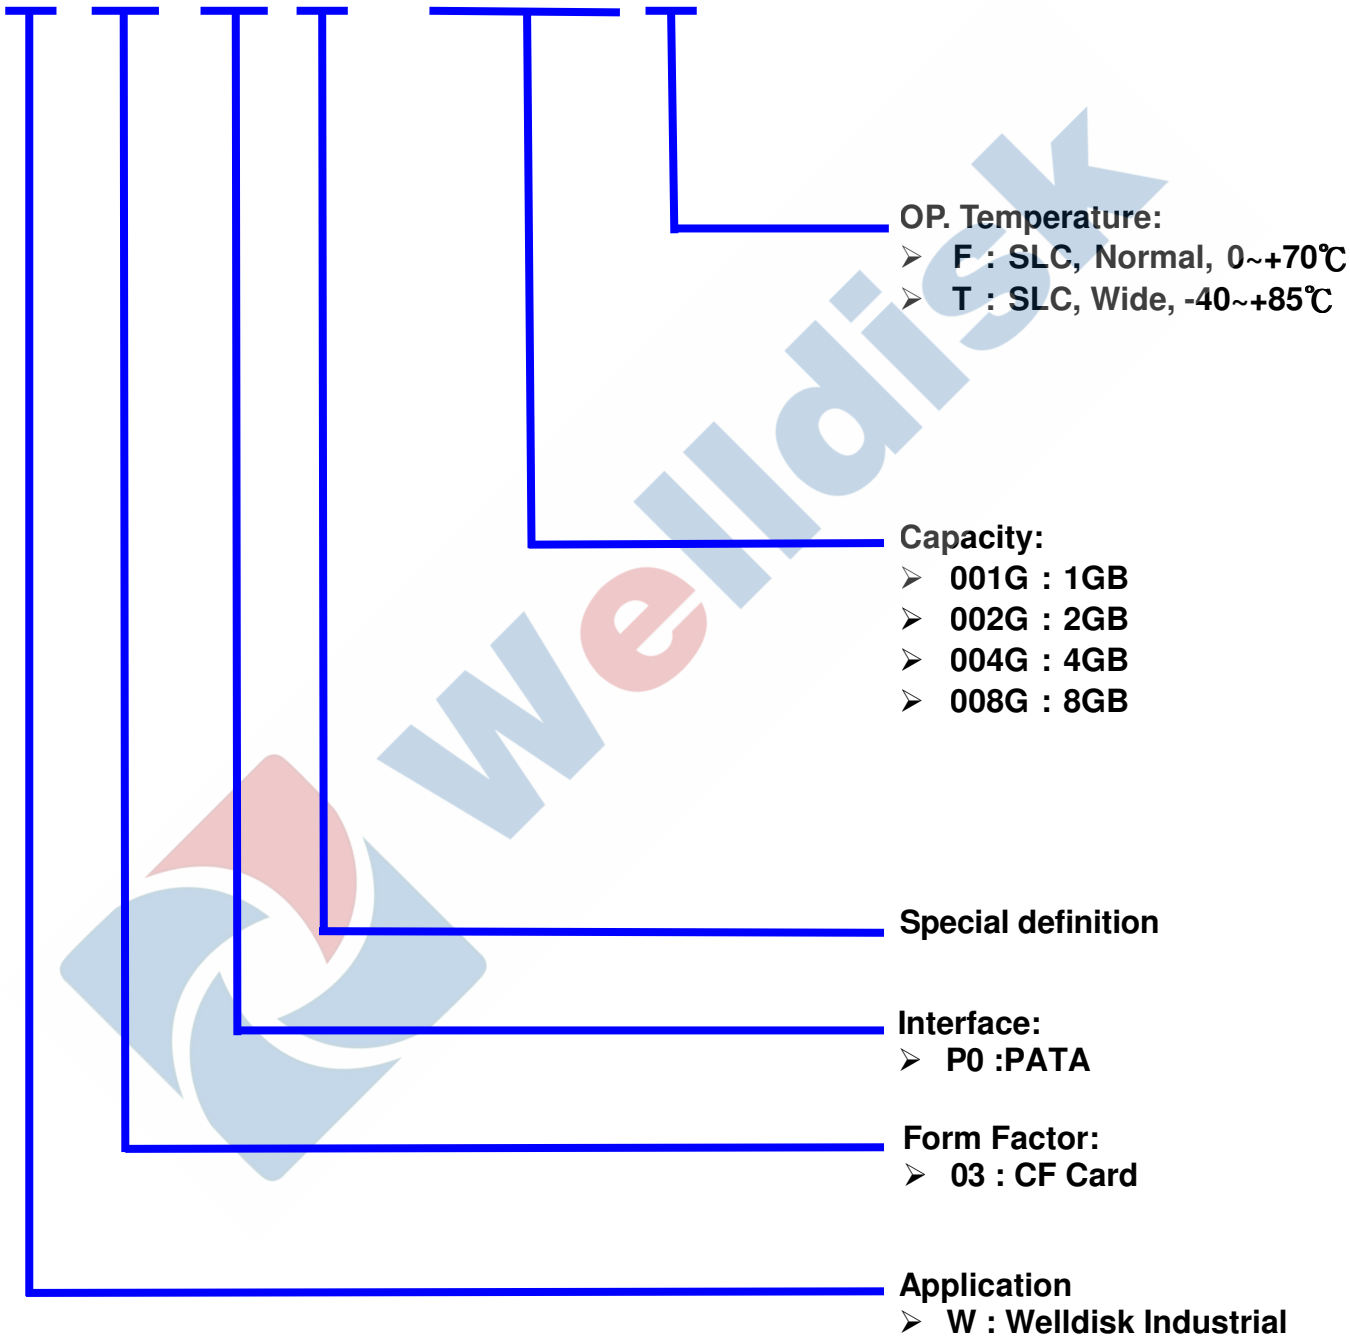 OP. Temperature:
➢ F : SLC, Normal, 0~+70℃
➢ T : SLC, Wide, -40~+85℃
Capacity:
➢ 001G : 1GB
➢ 002G : 2GB
➢ 004G : 4GB
➢ 008G : 8GB
Special definition
Interface:
➢ P0 :PATA
Form Factor:
➢ 03 : CF Card
Application
➢ W : Welldisk Industrial
welldisk